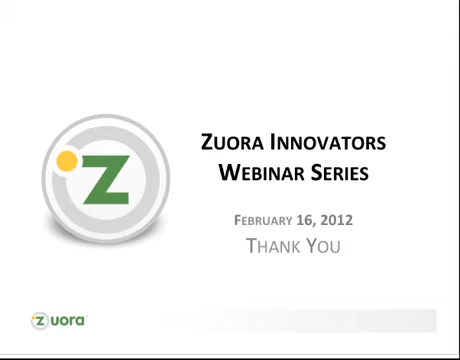 Zuora Innovators
Webinar Series
February 16, 2012
Thank You
Z
zuora